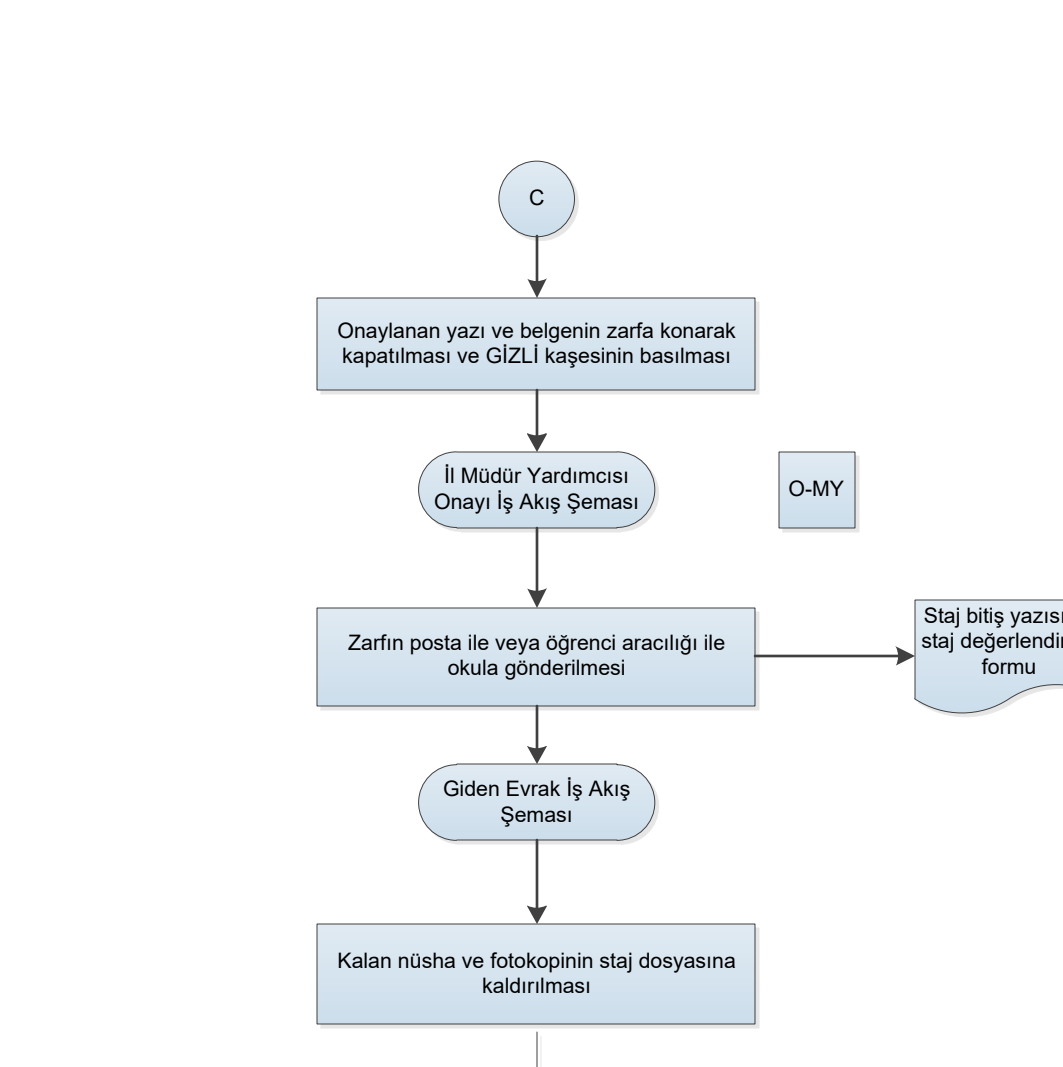 C
Onaylanan yazı ve belgenin zarfa konarak
kapatılması ve GİZLİ kaşesinin basılması
İl Müdür Yardımcısı
Onayı İş Akış Şeması
O-MY
Zarfın posta ile veya öğrenci aracılığı ile
okula gönderilmesi
Staj bitiş yazısı
staj
formu
Giden Evrak İş Akış
Şeması
Kalan nüsha ve fotokopinin staj dosyasına
kaldırılması